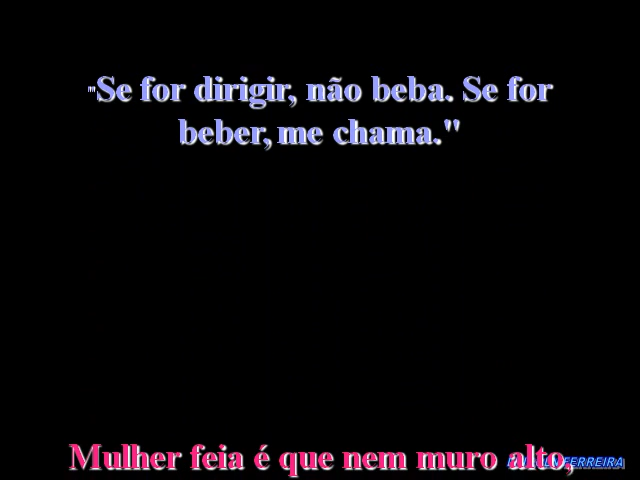 "Se for dirigir, não beba. Se for
beber, me chama."
Mulher feia é que nem muro alto,
FERREIRA